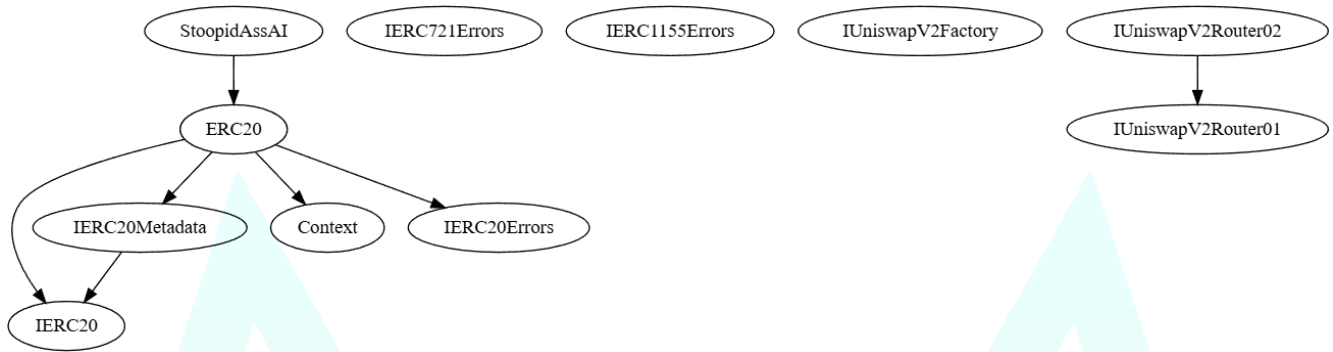 StoopidAssAI
IERC721Errors
IERC1155Errors
IUniswapV2Factory
IUniswapV2Router02
ERC20
IUniswapV2Router01
IERC20Metadata
Context
IERC20Errors
IERC20